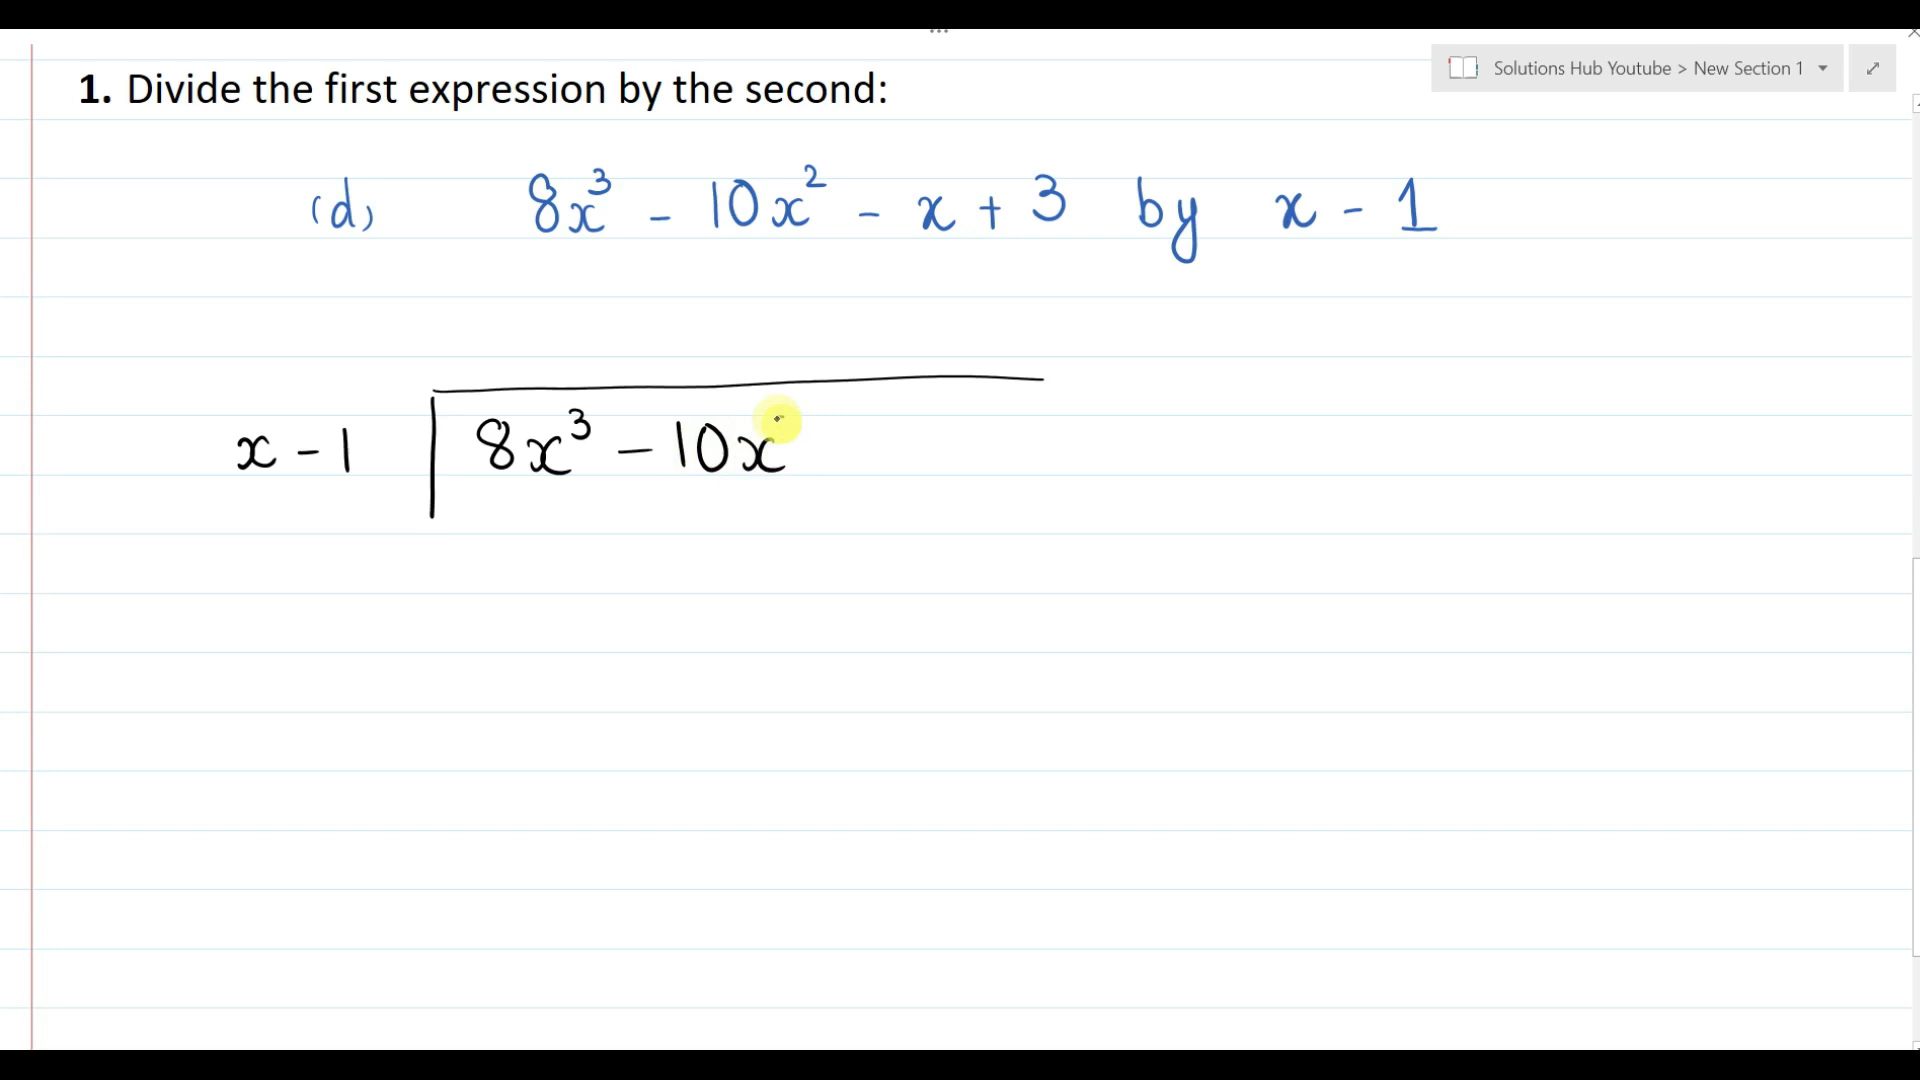 Solutions Hub Youtube > New Section 1
1. Divide the first expression by the second:
(d) 8x³ - 10x² - x + 3 by x - 1
x - 1 8x³ - 10x